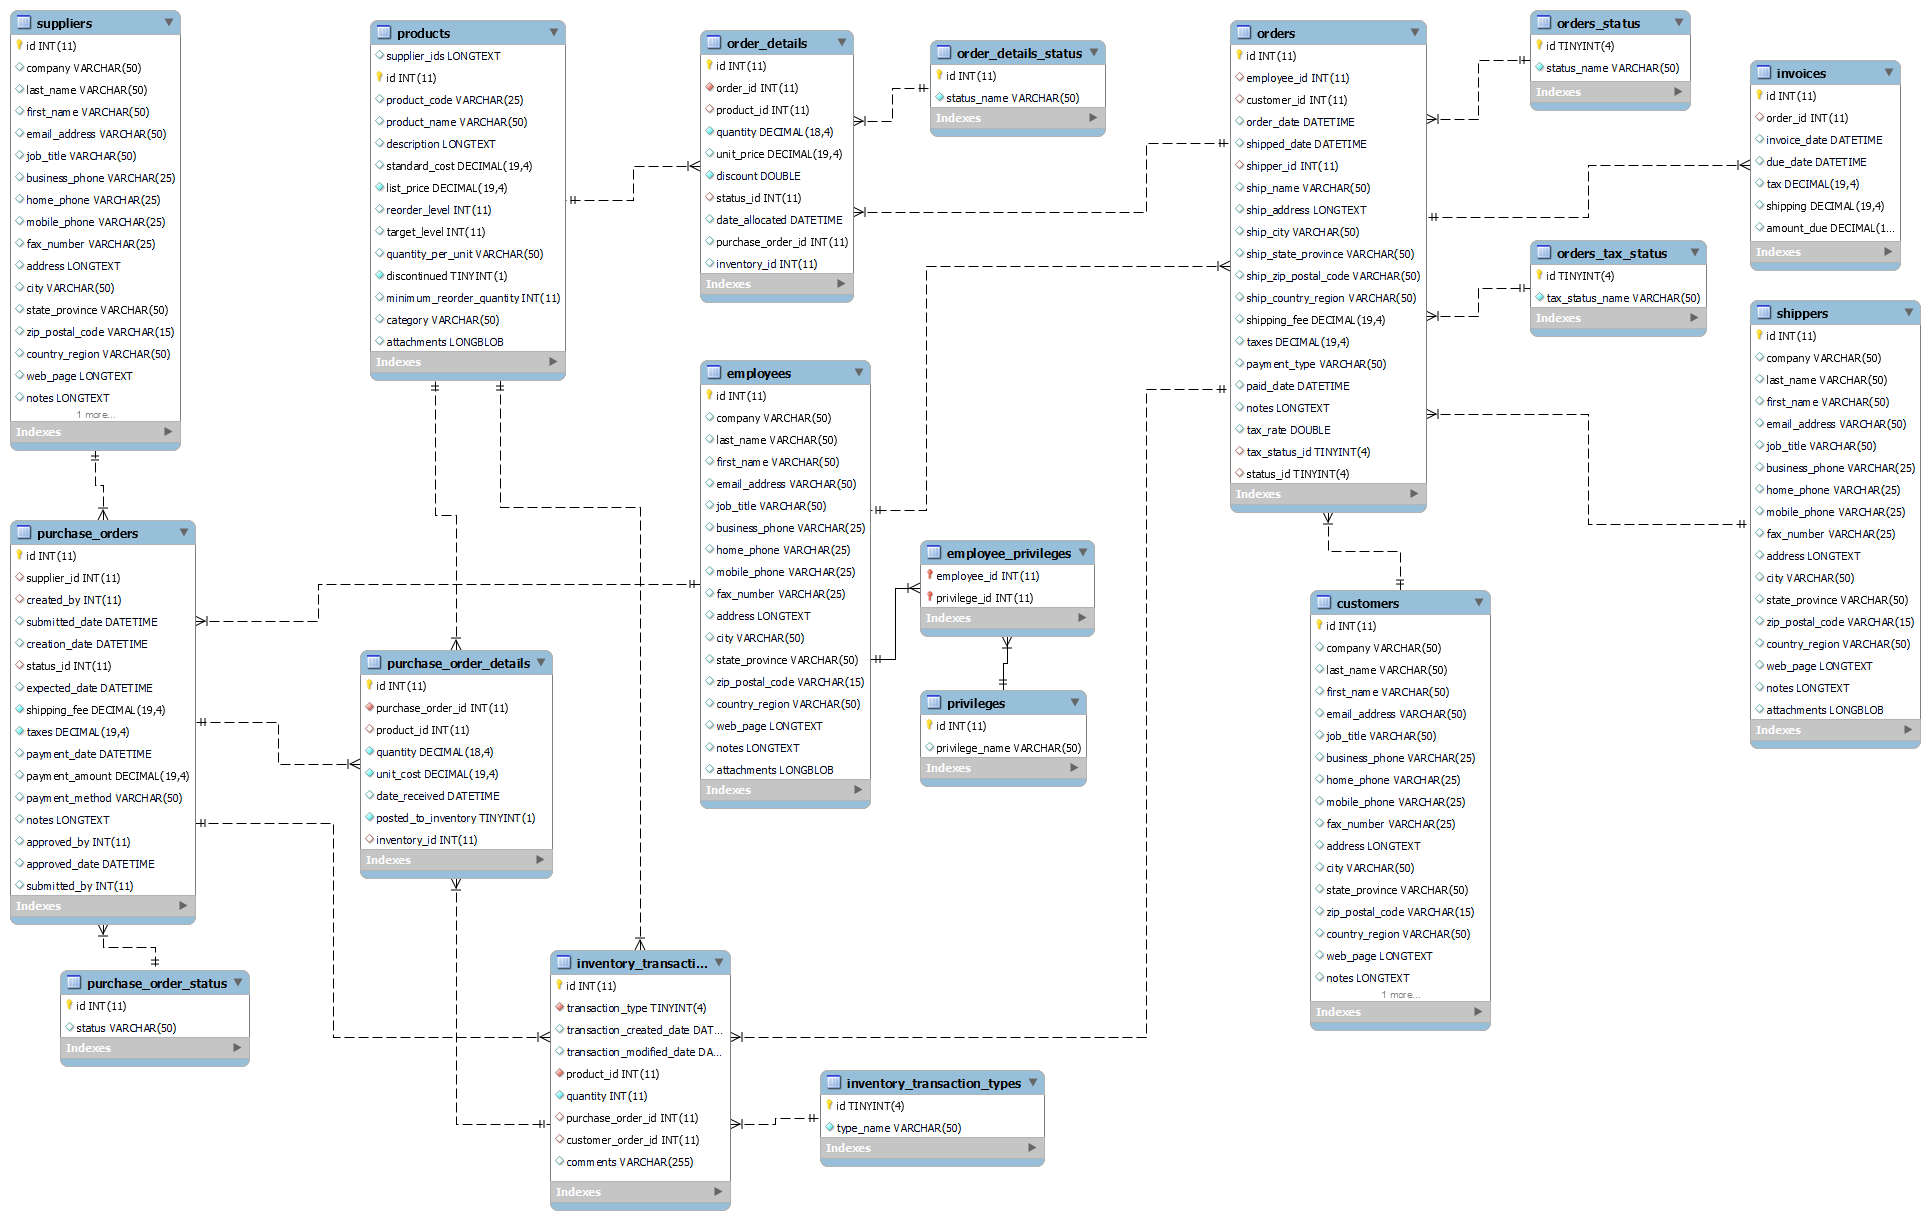 suppliers
id INT(11)
company VARCHAR(50)
last_name VARCHAR(50)
first_name VARCHAR(50)
email_address VARCHAR(50)
job_title VARCHAR(50)
business_phone VARCHAR(25)
home_phone VARCHAR(25)
mobile_phone VARCHAR(25)
fax_number VARCHAR(25)
address LONGTEXT
city VARCHAR(50)
state_province VARCHAR(50)
zip_postal_code VARCHAR(15)
country_region VARCHAR(50)
web_page LONGTEXT
notes LONGTEXT
1 more...
Indexes
products
supplier_ids LONGTEXT
id INT(11)
product_code VARCHAR(25)
product_name VARCHAR(50)
description LONGTEXT
standard_cost DECIMAL(19,4)
list_price DECIMAL(19,4)
reorder_level INT(11)
target_level INT(11)
quantity_per_unit VARCHAR(50)
discontinued TINYINT(1)
minimum_reorder_quantity INT(11)
category VARCHAR(50)
attachments LONGBLOB
Indexes
order_details
id INT(11)
order_id INT(11)
product_id INT(11)
quantity DECIMAL(18,4)
unit_price DECIMAL(19,4)
discount DOUBLE
status_id INT(11)
date_allocated DATETIME
purchase_order_id INT(11)
inventory_id INT(11)
Indexes
order_details_status
id INT(11)
status_name VARCHAR(50)
Indexes
orders
id INT(11)
employee_id INT(11)
customer_id INT(11)
order_date DATETIME
shipped_date DATETIME
shipper_id INT(11)
ship_name VARCHAR(50)
ship_address LONGTEXT
ship_city VARCHAR(50)
ship_state_province VARCHAR(50)
ship_zip_postal_code VARCHAR(50)
ship_country_region VARCHAR(50)
shipping_fee DECIMAL(19,4)
taxes DECIMAL(19,4)
payment_type VARCHAR(50)
paid_date DATETIME
notes LONGTEXT
tax_rate DOUBLE
tax_status_id TINYINT(4)
status_id TINYINT(4)
Indexes
orders_status
id TINYINT(4)
status_name VARCHAR(50)
Indexes
invoices
id INT(11)
order_id INT(11)
invoice_date DATETIME
due_date DATETIME
tax DECIMAL(19,4)
shipping DECIMAL(19,4)
amount_due DECIMAL(1...
Indexes
orders_tax_status
id TINYINT(4)
tax_status_name VARCHAR(50)
Indexes
shippers
id INT(11)
company VARCHAR(50)
last_name VARCHAR(50)
first_name VARCHAR(50)
email_address VARCHAR(50)
job_title VARCHAR(50)
business_phone VARCHAR(25)
home_phone VARCHAR(25)
mobile_phone VARCHAR(25)
fax_number VARCHAR(25)
address LONGTEXT
city VARCHAR(50)
state_province VARCHAR(50)
zip_postal_code VARCHAR(15)
country_region VARCHAR(50)
web_page LONGTEXT
notes LONGTEXT
attachments LONGBLOB
Indexes
employees
id INT(11)
company VARCHAR(50)
last_name VARCHAR(50)
first_name VARCHAR(50)
email_address VARCHAR(50)
job_title VARCHAR(50)
business_phone VARCHAR(25)
home_phone VARCHAR(25)
mobile_phone VARCHAR(25)
fax_number VARCHAR(25)
address LONGTEXT
city VARCHAR(50)
state_province VARCHAR(50)
zip_postal_code VARCHAR(15)
country_region VARCHAR(50)
web_page LONGTEXT
notes LONGTEXT
attachments LONGBLOB
Indexes
purchase_orders
id INT(11)
supplier_id INT(11)
created_by INT(11)
submitted_date DATETIME
creation_date DATETIME
status_id INT(11)
expected_date DATETIME
shipping_fee DECIMAL(19,4)
taxes DECIMAL(19,4)
payment_date DATETIME
payment_amount DECIMAL(19,4)
payment_method VARCHAR(50)
notes LONGTEXT
approved_by INT(11)
approved_date DATETIME
submitted_by INT(11)
Indexes
employee_privileges
employee_id INT(11)
privilege_id INT(11)
Indexes
customers
id INT(11)
company VARCHAR(50)
last_name VARCHAR(50)
first_name VARCHAR(50)
email_address VARCHAR(50)
job_title VARCHAR(50)
business_phone VARCHAR(25)
home_phone VARCHAR(25)
mobile_phone VARCHAR(25)
fax_number VARCHAR(25)
address LONGTEXT
city VARCHAR(50)
state_province VARCHAR(50)
zip_postal_code VARCHAR(15)
country_region VARCHAR(50)
web_page LONGTEXT
notes LONGTEXT
1 more...
Indexes
purchase_order_details
id INT(11)
purchase_order_id INT(11)
product_id INT(11)
quantity DECIMAL(18,4)
unit_cost DECIMAL(19,4)
date_received DATETIME
posted_to_inventory TINYINT(1)
inventory_id INT(11)
Indexes
privileges
id INT(11)
privilege_name VARCHAR(50)
Indexes
purchase_order_status
id INT(11)
status VARCHAR(50)
Indexes
inventory_transacti...
id INT(11)
transaction_type TINYINT(4)
transaction_created_date DAT...
transaction_modified_date DA...
product_id INT(11)
quantity INT(11)
purchase_order_id INT(11)
customer_order_id INT(11)
comments VARCHAR(255)
Indexes
inventory_transaction_types
id TINYINT(4)
type_name VARCHAR(50)
Indexes